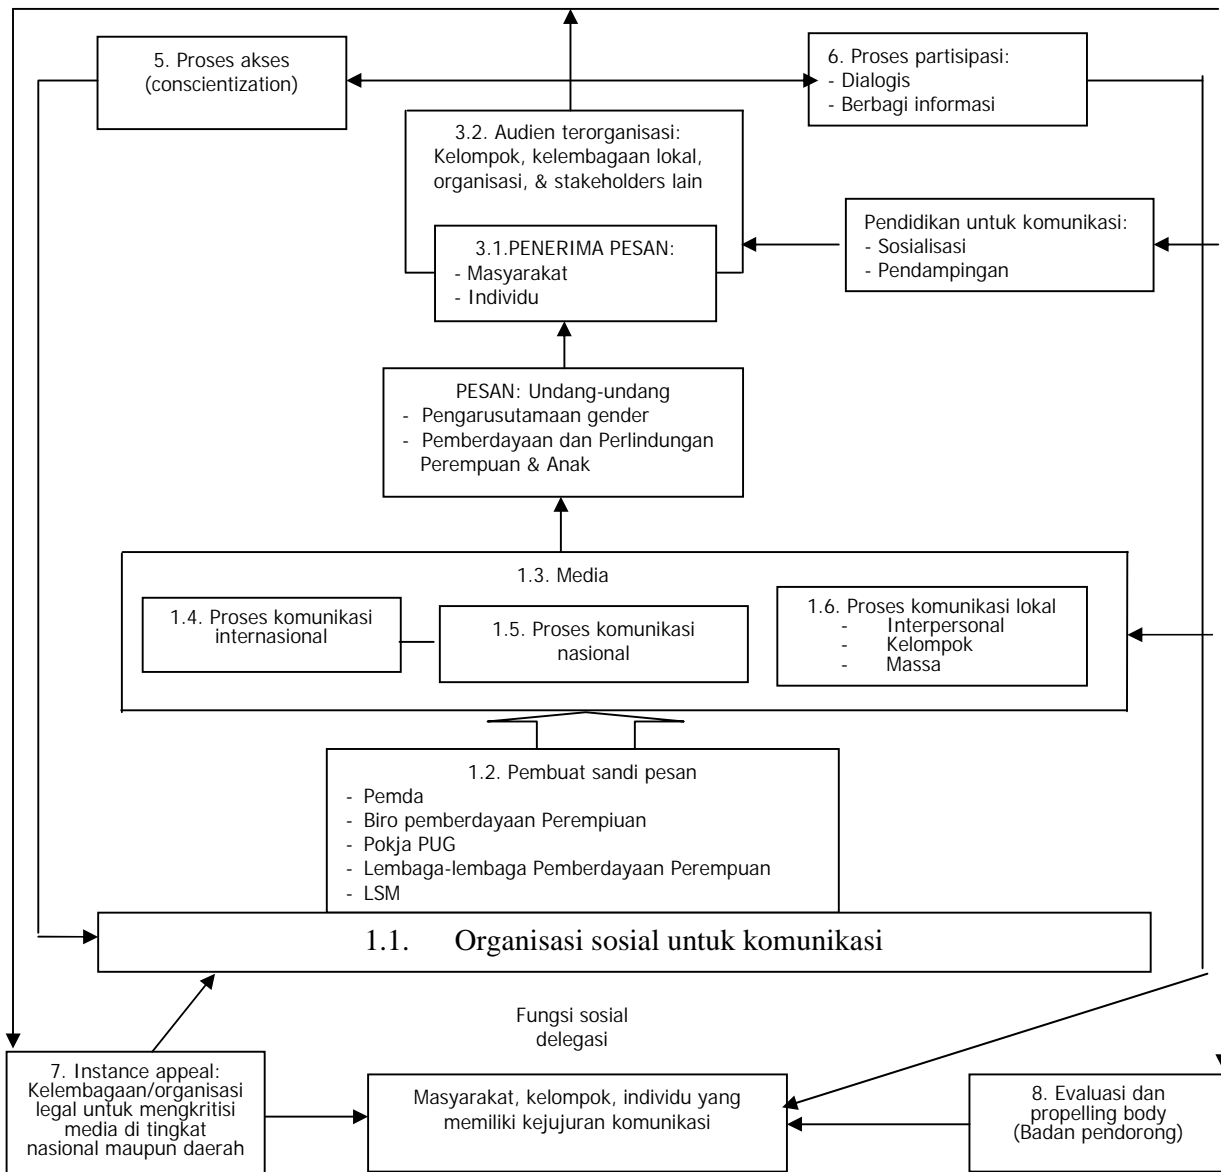 5. Proses akses
(conscientization)
6. Proses partisipasi:
- Dialogis
- Berbagi informasi
3.2. Audien terorganisasi:
Kelompok, kelembagaan lokal,
organisasi, & stakeholders lain
Pendidikan untuk komunikasi:
- Sosialisasi
- Pendampingan
3.1.PENERIMA PESAN:
- Masyarakat
- Individu
PESAN: Undang-undang
- Pengarusutamaan gender
- Pemberdayaan dan Perlindungan
Perempuan & Anak
1.3. Media
1.4. Proses komunikasi
internasional
1.5. Proses komunikasi
nasional
1.6. Proses komunikasi lokal
- Interpersonal
- Kelompok
- Massa
1.2. Pembuat sandi pesan
- Pemda
- Biro pemberdayaan Perempiuan
- Pokja PUG
- Lembaga-lembaga Pemberdayaan Perempuan
- LSM
1.1. Organisasi sosial untuk komunikasi
Fungsi sosial
delegasi
7. Instance appeal:
Kelembagaan/organisasi
legal untuk mengkritisi
media di tingkat
nasional maupun daerah
Masyarakat, kelompok, individu yang
memiliki kejujuran komunikasi
8. Evaluasi dan
propelling body
(Badan pendorong)